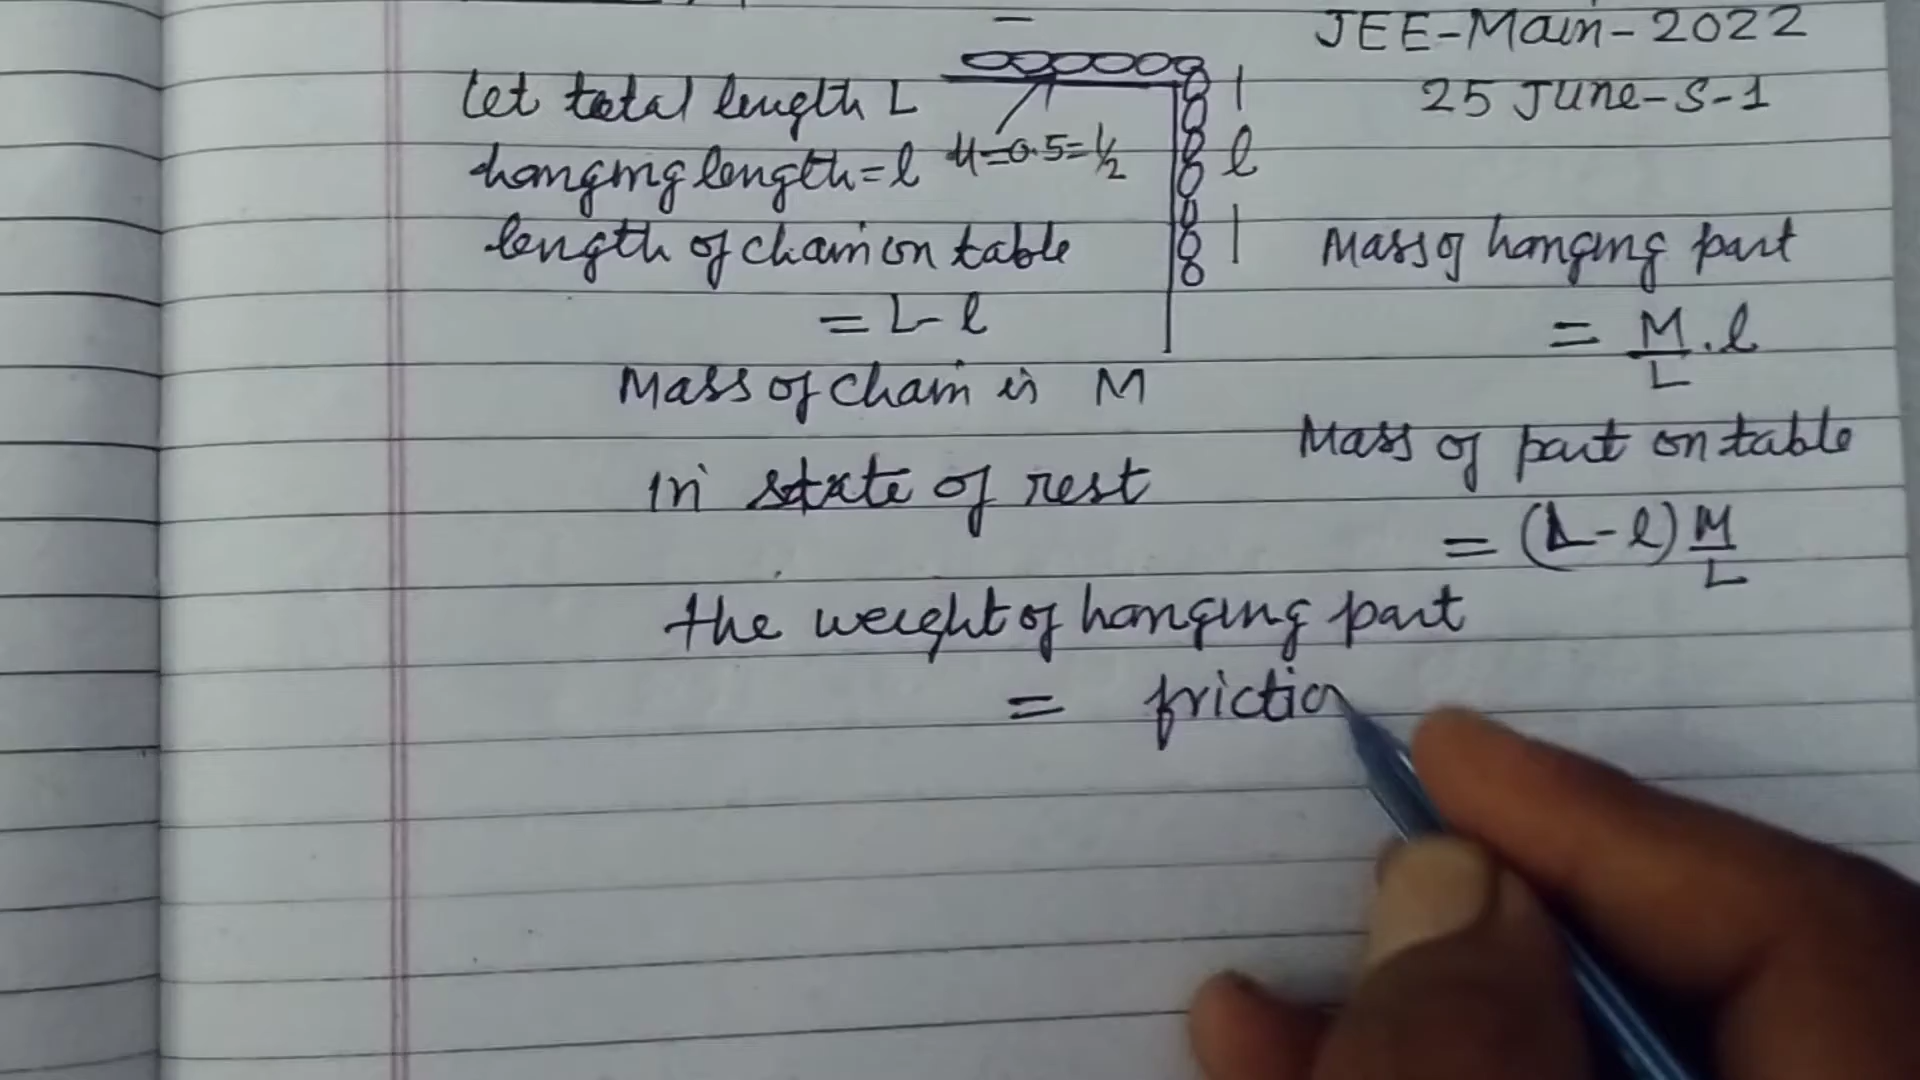 JEE-Main-2022
25 June-S-1
Let total length L
hanging length = l
μ=0.5=1/2
l
length of chain on table
= L-l
Mass of hanging part
= M/L . l
Mass of chain is M
Mass of part on table
= (L-l) M/L
In state of rest
the weight of hanging part
= frictio